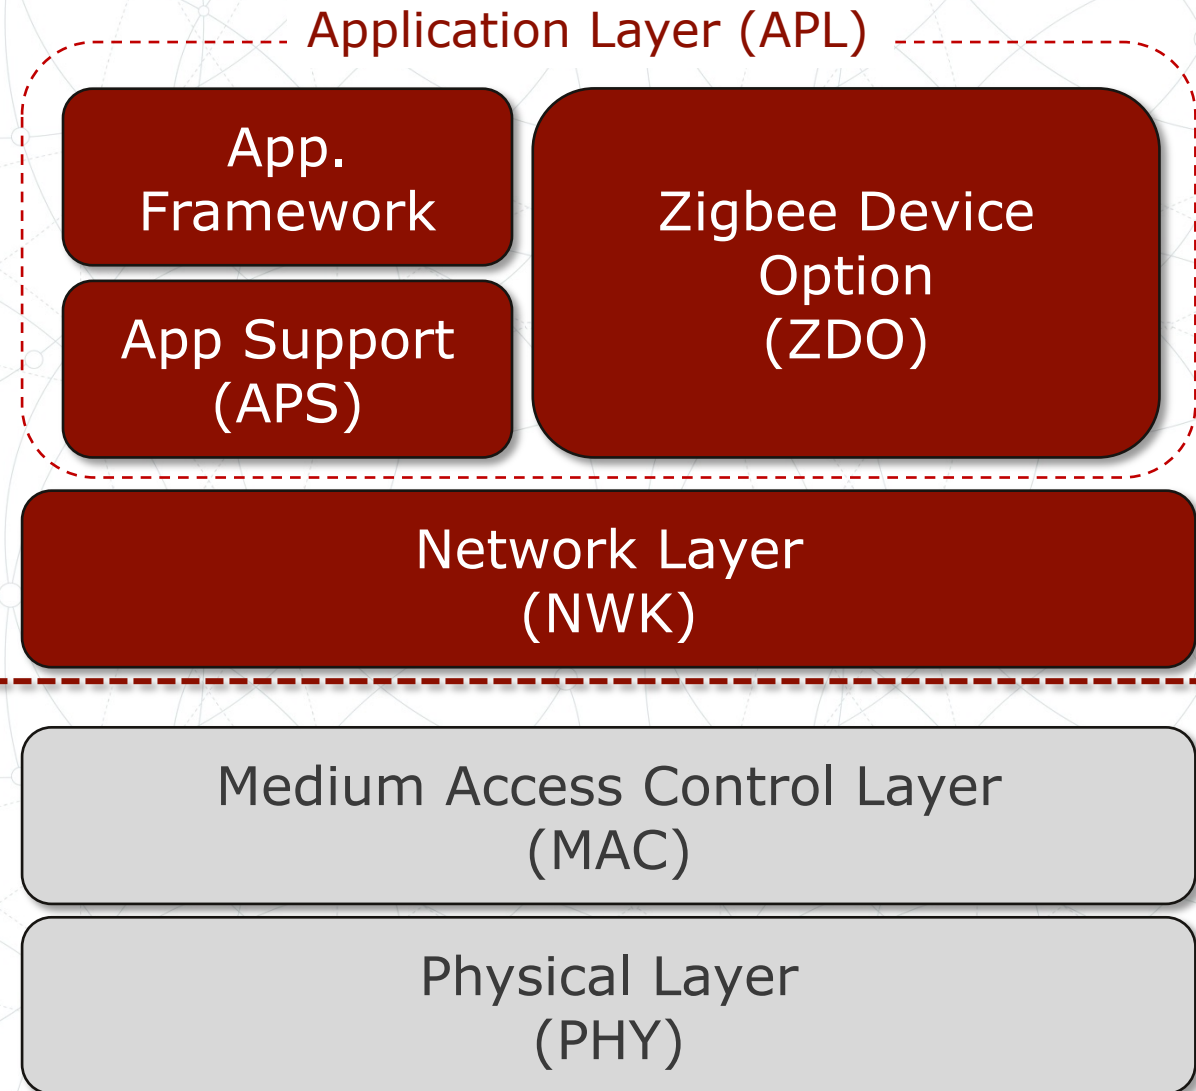 Application Layer (APL)
App.
Framework
Zigbee Device
Option
(ZDO)
App Support
(APS)
Network Layer
(NWK)
Medium Access Control Layer
(MAC)
Physical Layer
(PHY)